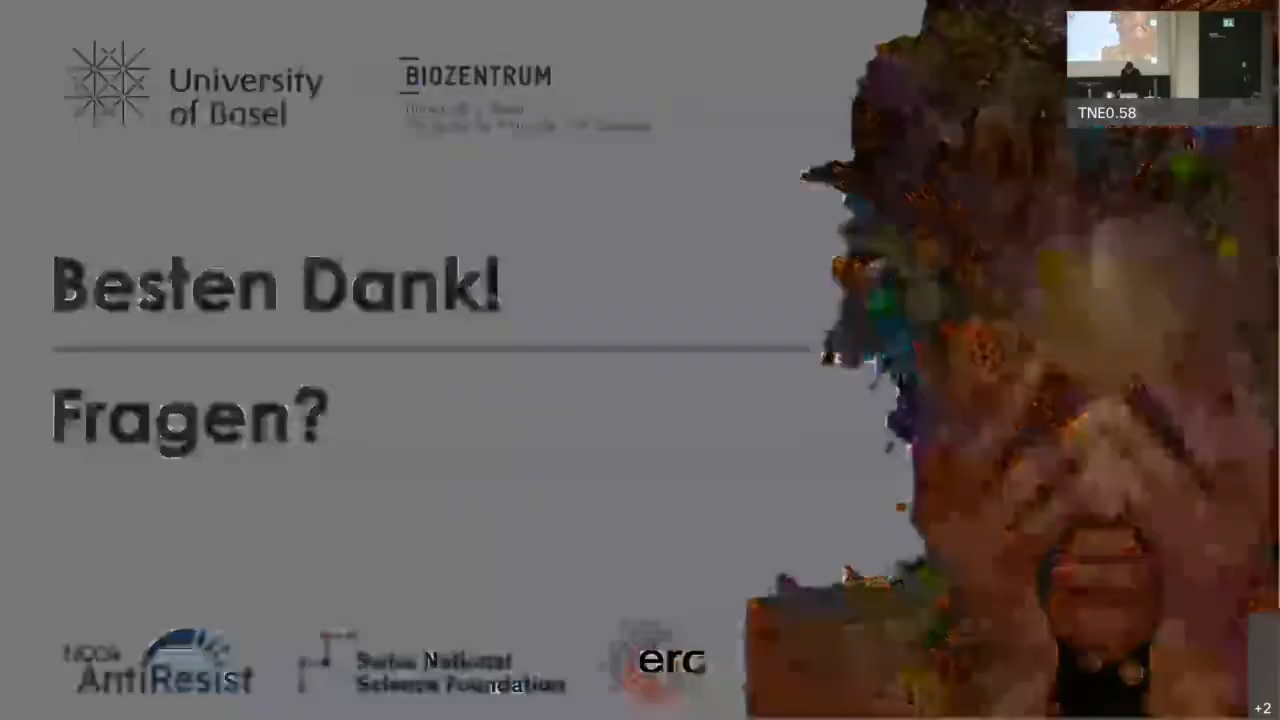 University
of Basel
BIOZENTRUM
TNE0.58
Besten Dank!
Fragen?
AntiResist
Swiss National
Science Foundation
erc
+2